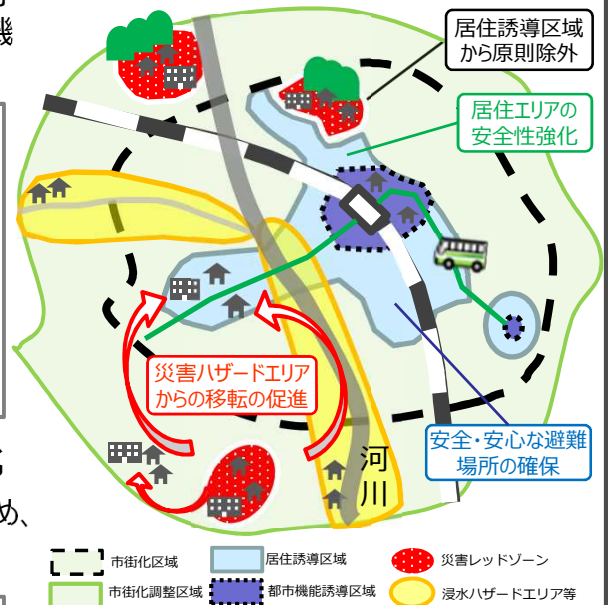 機
居住誘導区域
から原則除外
居住エリアの
安全性強化
災害ハザードエリア
からの移転の促進
安全・安心な避難
場所の確保
河
川
め、
市街化区域
居住誘導区域
災害レッドゾーン
市街化調整区域
都市機能誘導区域
浸水ハザードエリア等